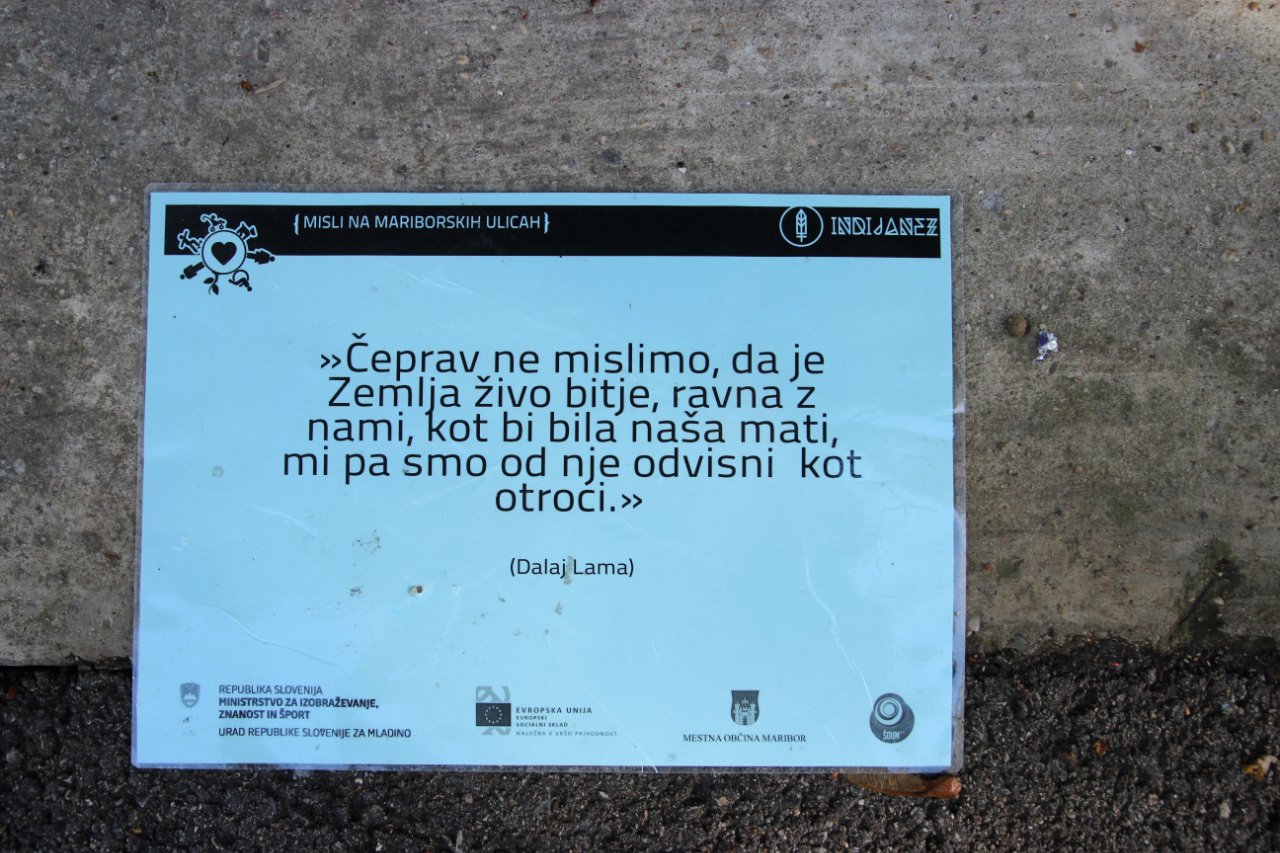 {MISLI NA MARIBORSKIH ULICAH}
INDIJANEZ
»Čeprav ne mislimo, da je
Zemlja živo bitje, ravna z
nami, kot bi bila naša mati,
mi pa smo od nje odvisni  kot
otroci.»
(Dalaj Lama)
REPUBLIKA SLOVENIJA
MINISTRSTVO ZA IZOBRAŽEVANJE,
ZNANOST IN ŠPORT
URAD REPUBLIKE SLOVENIJE ZA MLADINO
EVROPSKA UNIJA
EVROPSKI
SOCIALNI SKLAD
NALOŽBA V VAŠO PRIHODNOST
MESTNA OBČINA MARIBOR
ŠOUM